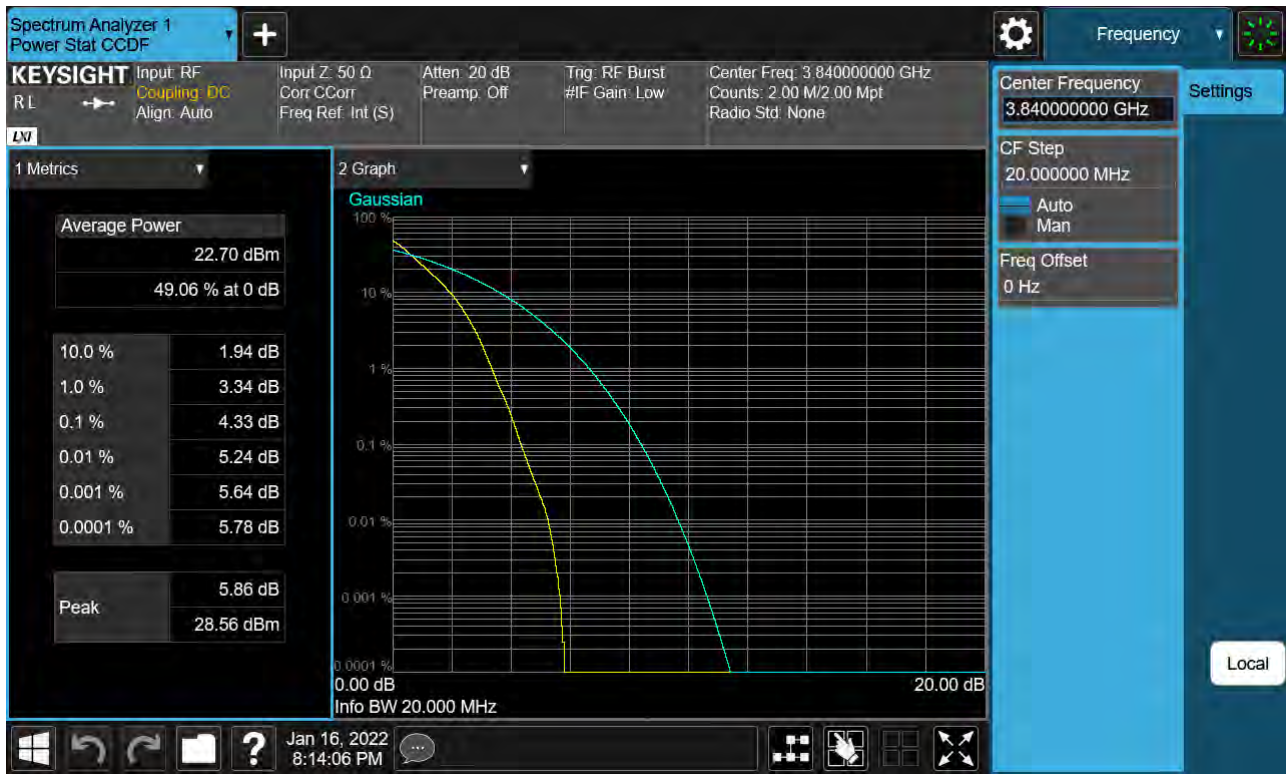 Spectrum Analyzer 1
Power Stat CCDF
Frequency
KEYSIGHT
RL
LXI
Input: RF
Coupling: DC
Align: Auto
Input Z: 50 Ω
Corr CCorr
Freq Ref: Int (S)
Atten: 20 dB
Preamp: Off
Trig: RF Burst
#IF Gain: Low
Center Freq: 3.840000000 GHz
Counts: 2.00 M/2.00 Mpt
Radio Std: None
Center Frequency
3.840000000 GHz
Settings
CF Step
20.000000 MHz
Auto
Man
Freq Offset
0 Hz
1 Metrics
Average Power
22.70 dBm
49.06 % at 0 dB
10.0 % 1.94 dB
1.0 % 3.34 dB
0.1 % 4.33 dB
0.01 % 5.24 dB
0.001 % 5.64 dB
0.0001 % 5.78 dB
Peak
5.86 dB
28.56 dBm
2 Graph
Gaussian
100 %
10 %
1 %
0.1 %
0.01 %
0.001 %
0.0001 %
0.00 dB 20.00 dB
Info BW 20.000 MHz
Local
?
Jan 16, 2022
8:14:06 PM